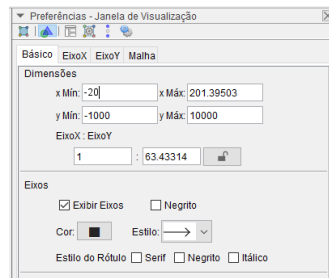 Preferências - Janela de Visualização
Básico EixoX EixoY Malha
Dimensões
x Mín: -20 x Máx: 201.39503
y Mín: -1000 y Máx: 10000
EixoX : EixoY
1 : 63.43314
Eixos
Exibir Eixos Negrito
Cor: Estilo:
Estilo do Rótulo Serif Negrito Itálico